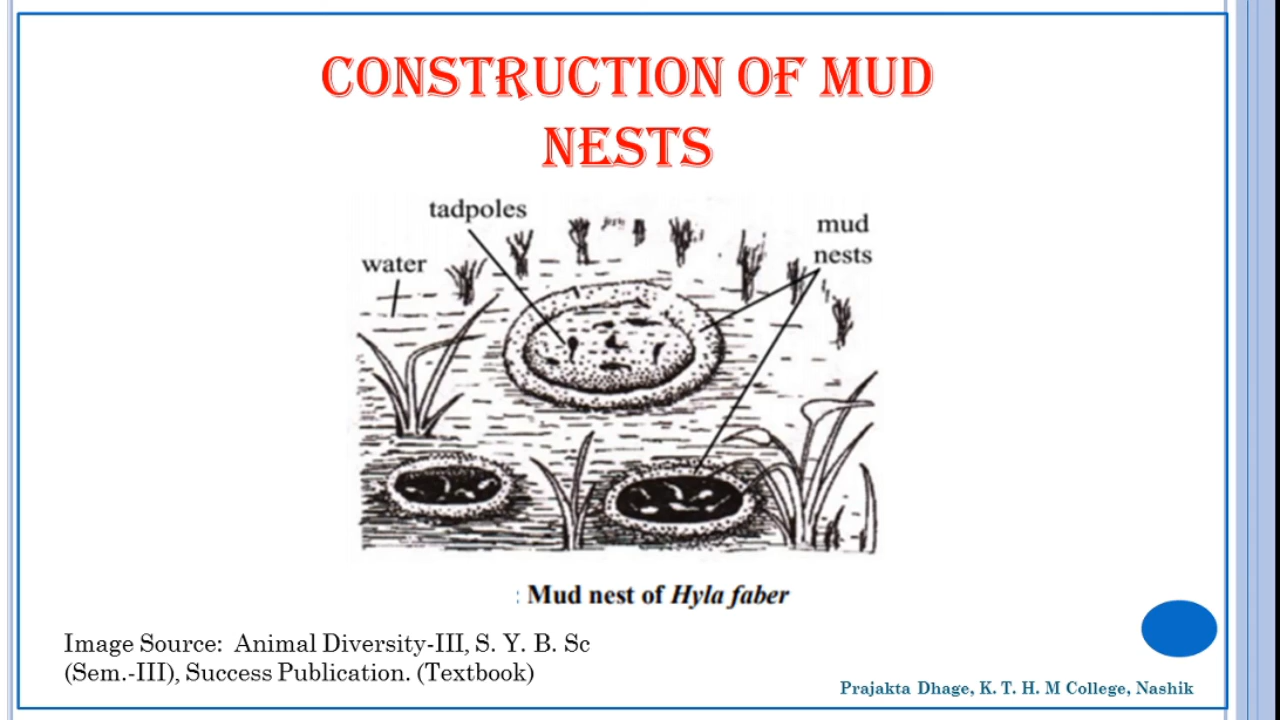 CONSTRUCTION OF MUD
NESTS
tadpoles
mud
nests
water
: Mud nest of Hyla faber
Image Source: Animal Diversity-III, S. Y. B. Sc
(Sem.-III), Success Publication. (Textbook)
Prajakta Dhage, K. T. H. M College, Nashik